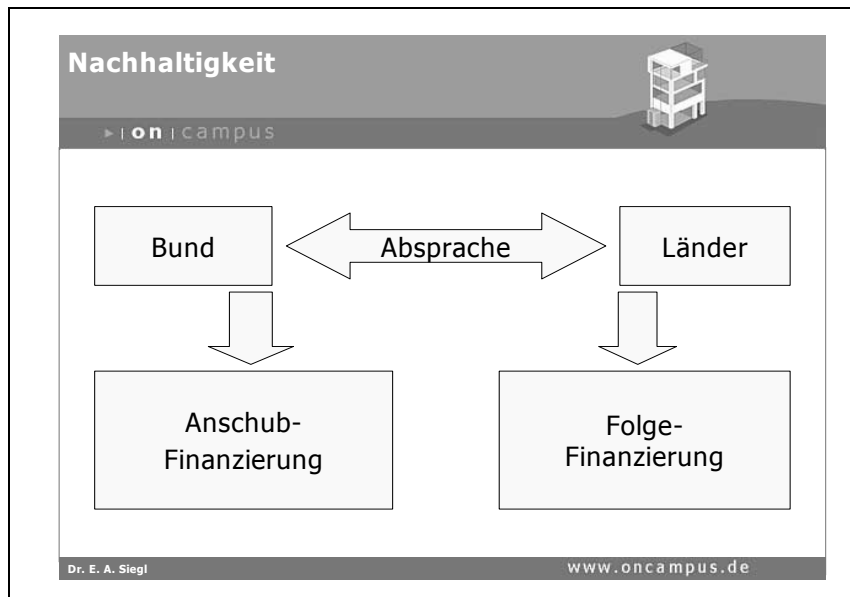 Nachhaltigkeit
on campus
Bund
Absprache
Länder
Anschub-
Finanzierung
Folge-
Finanzierung
Dr. E. A. Siegl
www.oncampus.de